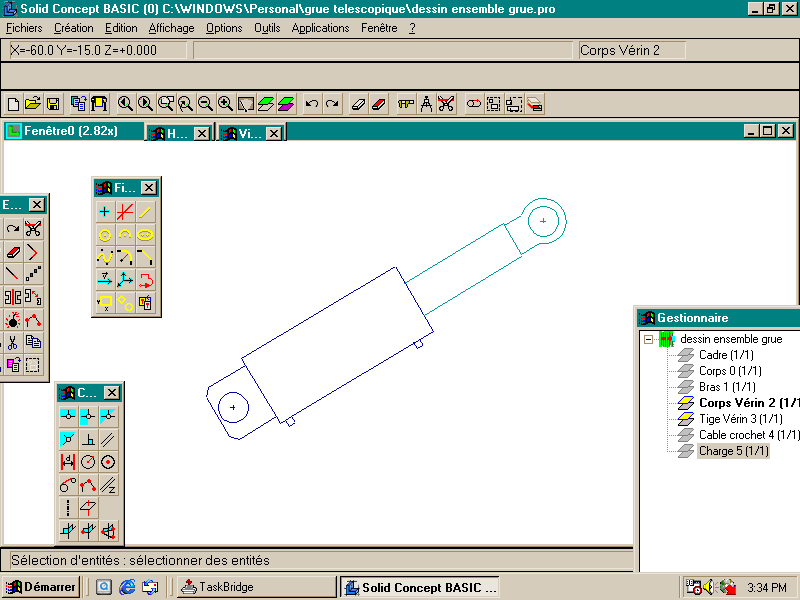 Solid Concept BASIC (0) C:\WINDOWS\Personal\grue telescopique\dessin ensemble grue.pro
Fichiers Création Edition Affichage Options Outils Applications Fenêtre ?
X=-60.0 Y=-15.0 Z=+0.000 Corps Vérin 2
Fenêtre0 (2.82x) H... Vi...
Fi...
E...
Gestionnaire
dessin ensemble grue
Cadre (1/1)
Corps 0 (1/1)
Bras 1 (1/1)
Corps Vérin 2 (1/1
Tige Vérin 3 (1/1)
Cable crochet 4 (1/1)
Charge 5 (1/1)
C...
Sélection d'entités : sélectionner des entités
Démarrer TaskBridge Solid Concept BASIC ... 3:34 PM